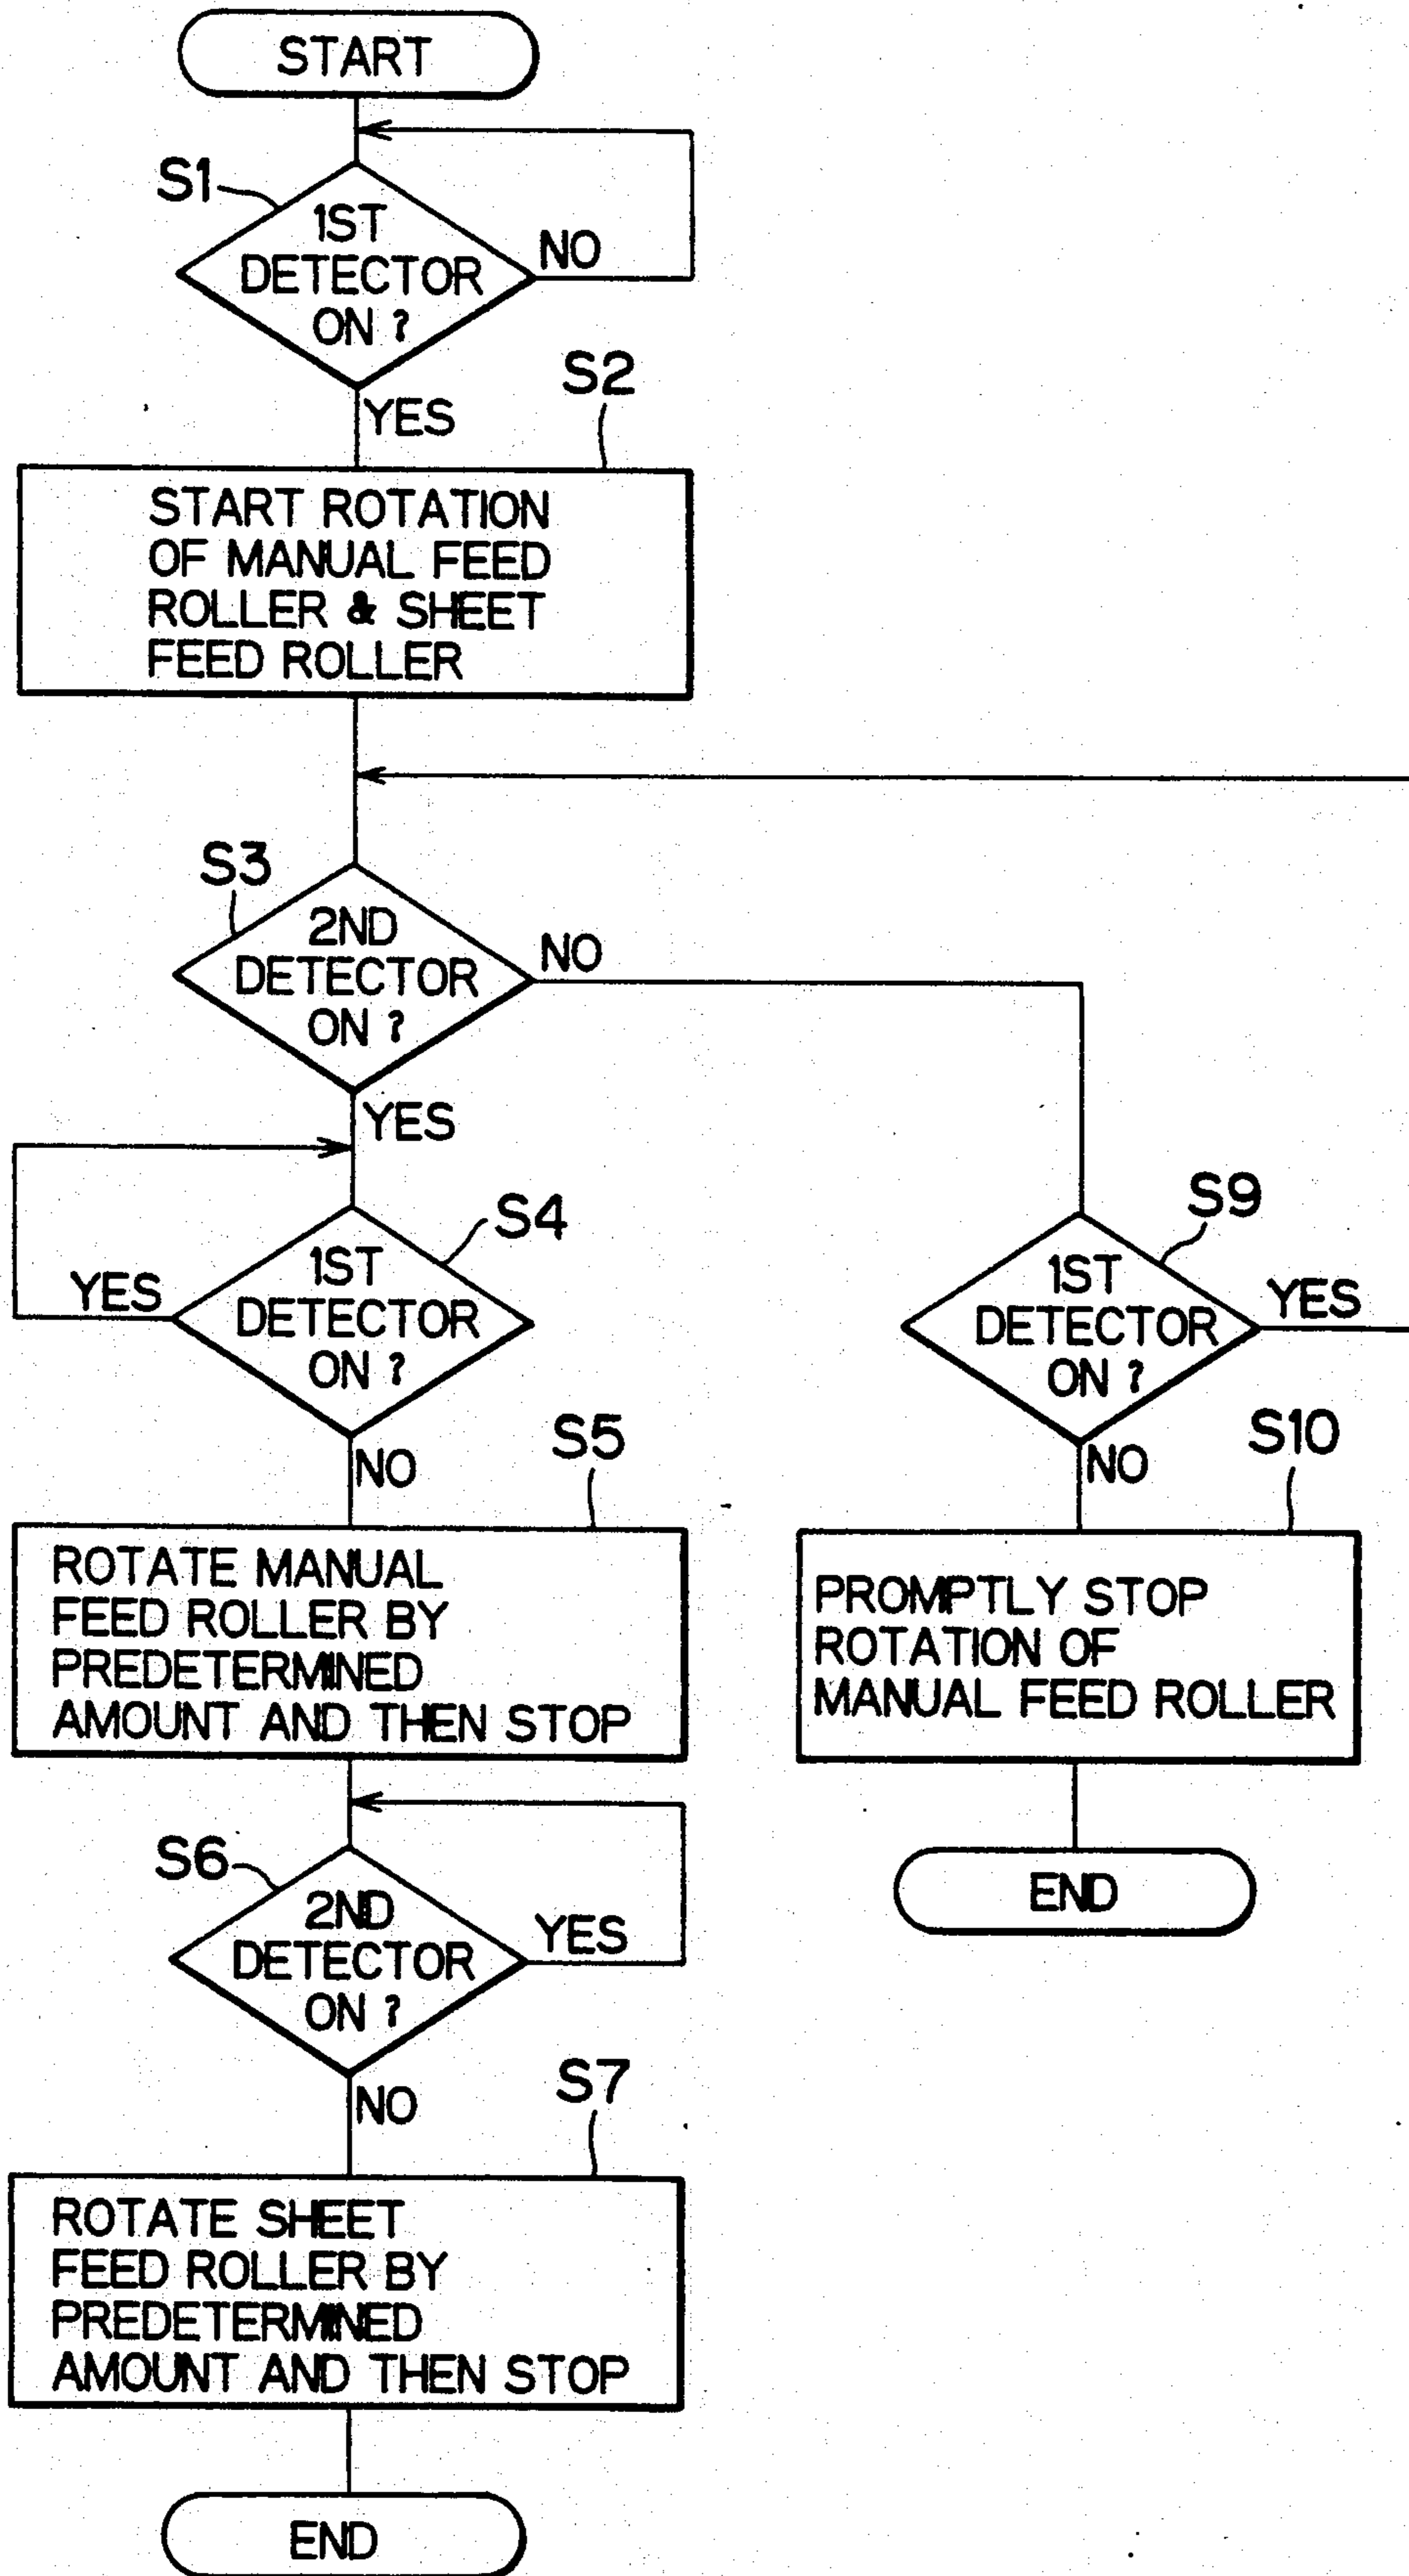 START
S1
1ST
DETECTOR
ON ?
NO
YES
S2
START ROTATION
OF MANUAL FEED
ROLLER & SHEET
FEED ROLLER
S3
2ND
DETECTOR
ON ?
NO
YES
S4
1ST
DETECTOR
ON ?
YES
NO
S5
ROTATE MANUAL
FEED ROLLER BY
PREDETERMINED
AMOUNT AND THEN STOP
S6
2ND
DETECTOR
ON ?
YES
NO
S7
ROTATE SHEET
FEED ROLLER BY
PREDETERMINED
AMOUNT AND THEN STOP
END
S9
1ST
DETECTOR
ON ?
YES
NO
S10
PROMPTLY STOP
ROTATION OF
MANUAL FEED ROLLER
END